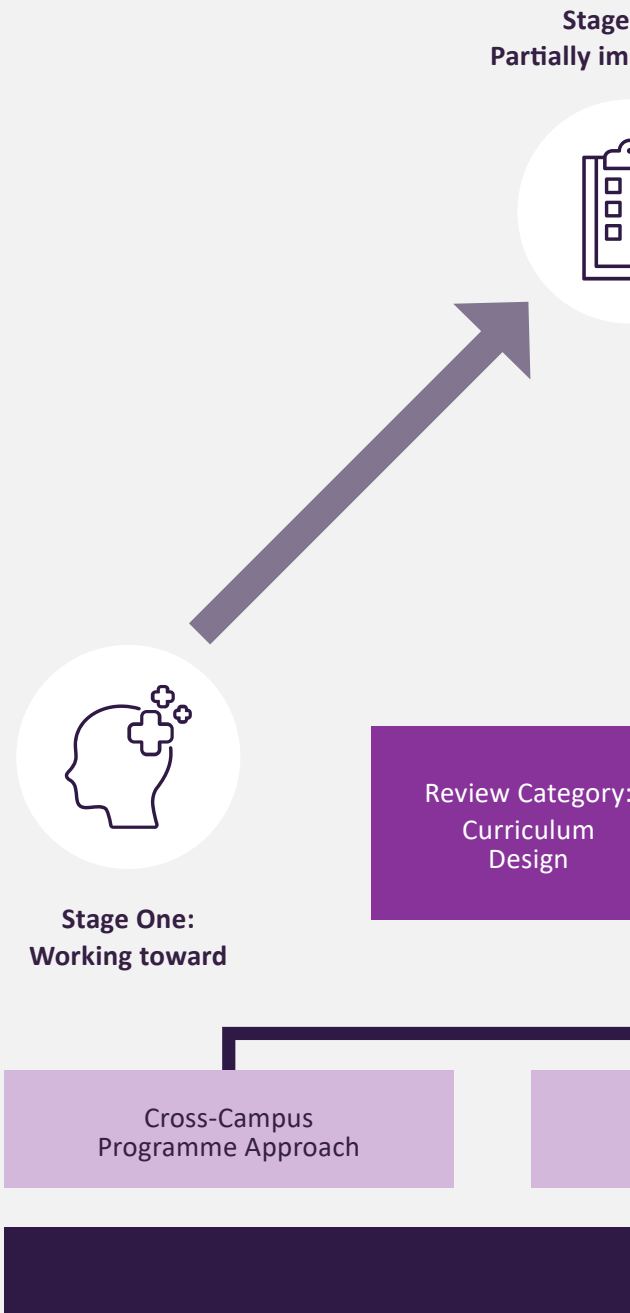 Stage
Partially im
Review Category:
Curriculum
Design
Stage One:
Working toward
Cross-Campus
Programme Approach